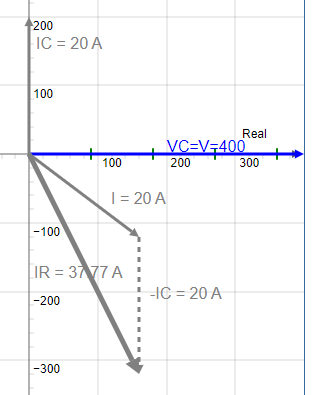 200
IC = 20 A
100
Real
VC=V=400
100
200
300
I = 20 A
−100
IR = 37.77 A
-IC = 20 A
−200
−300